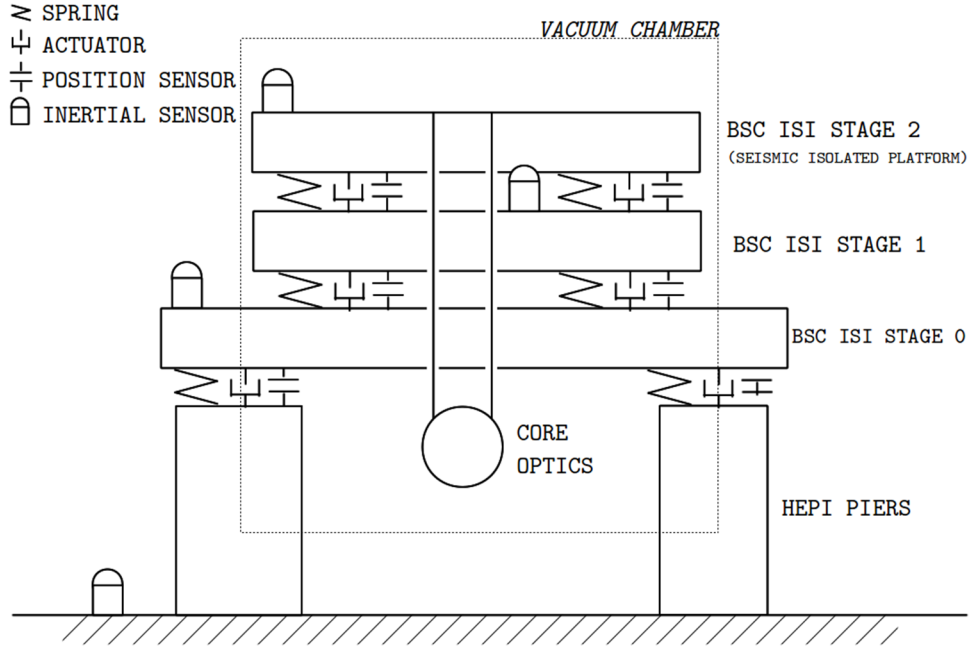 SPRING
ACTUATOR
POSITION SENSOR
INERTIAL SENSOR
VACUUM CHAMBER
BSC ISI STAGE 2
(SEISMIC ISOLATED PLATFORM)
BSC ISI STAGE 1
BSC ISI STAGE 0
CORE
OPTICS
HEPI PIERS